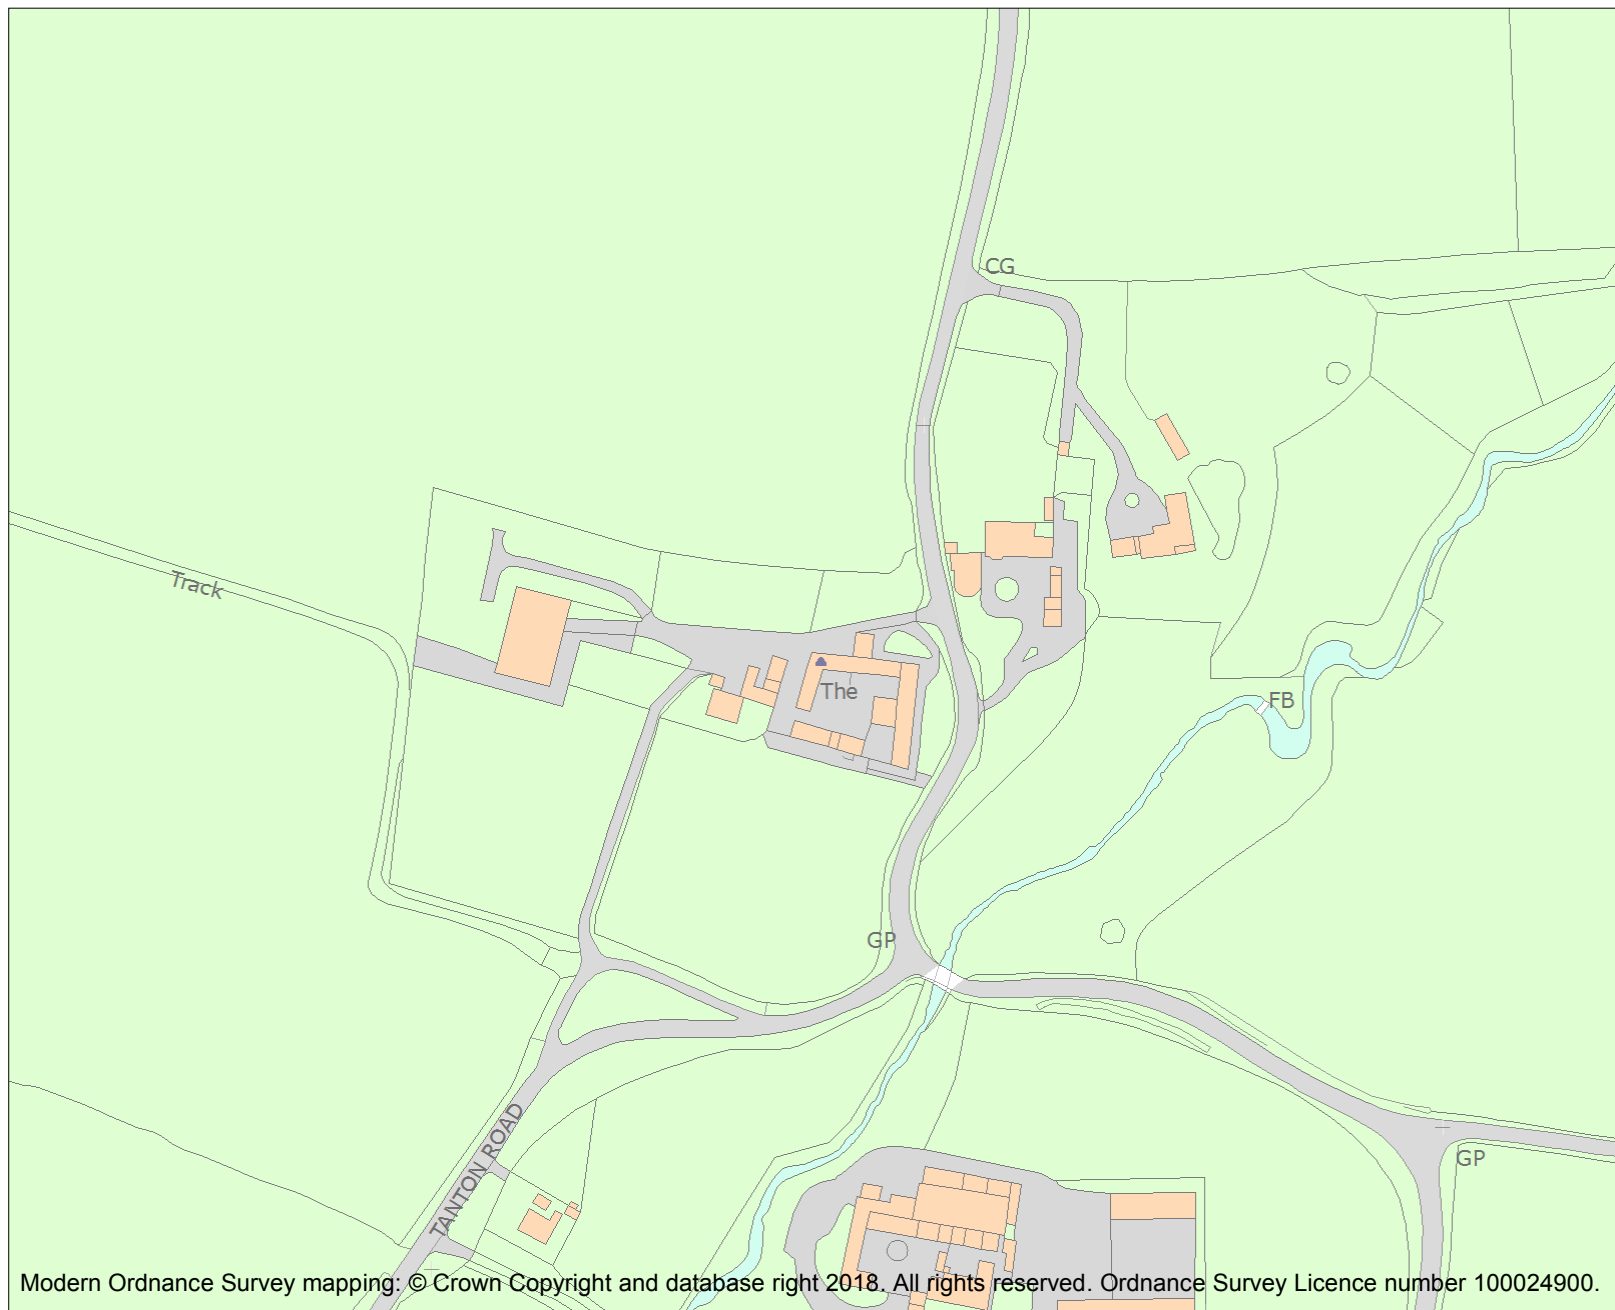 CG
Track
The
FB
GP
TANTON ROAD
GP
Modern Ordnance Survey mapping: © Crown Copyright and database right 2018. All rights reserved. Ordnance Survey Licence number 100024900.